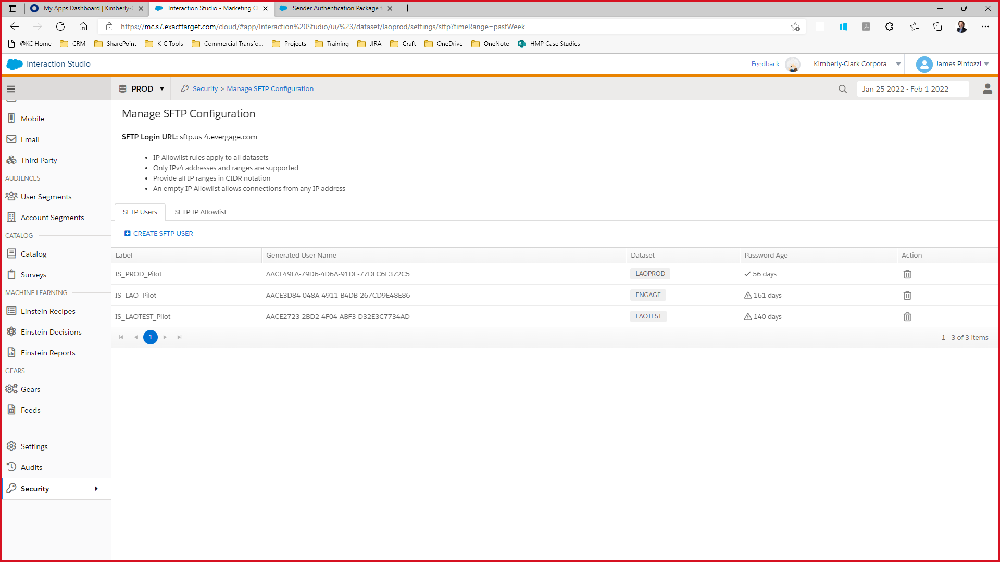 My Apps Dashboard | Kimberly-C
Interaction Studio - Marketing Cl
Sender Authentication Package f
https://mc.s7.exacttarget.com/cloud/#app/Interaction%20Studio/ui/%23/dataset/laoprod/settings/sftp?timeRange=pastWeek
@KC Home
CRM
SharePoint
K-C Tools
Commercial Transfo...
Projects
Training
JIRA
Craft
OneDrive
OneNote
HMP Case Studies
Interaction Studio
Feedback
Kimberly-Clark Corpora...
James Pintozzi
PROD
Security > Manage SFTP Configuration
Jan 25 2022 - Feb 1 2022
Mobile
Email
Third Party
AUDIENCES
User Segments
Account Segments
CATALOG
Catalog
Surveys
MACHINE LEARNING
Einstein Recipes
Einstein Decisions
Einstein Reports
GEARS
Gears
Feeds
Settings
Audits
Security
Manage SFTP Configuration
SFTP Login URL: sftp.us-4.evergage.com
• IP Allowlist rules apply to all datasets
• Only IPv4 addresses and ranges are supported
• Provide all IP ranges in CIDR notation
• An empty IP Allowlist allows connections from any IP address
SFTP Users
SFTP IP Allowlist
CREATE SFTP USER
Label Generated User Name Dataset Password Age Action
IS_PROD_Pilot AACE49FA-79D6-4D6A-91DE-77DFC6E372C5 LAOPROD 56 days
IS_LAO_Pilot AACE3D84-048A-4911-B4DB-267CD9E48E86 ENGAGE 161 days
IS_LAOTEST_Pilot AACE2723-2BD2-4F04-ABF3-D32E3C7734AD LAOTEST 140 days
1
1 - 3 of 3 items